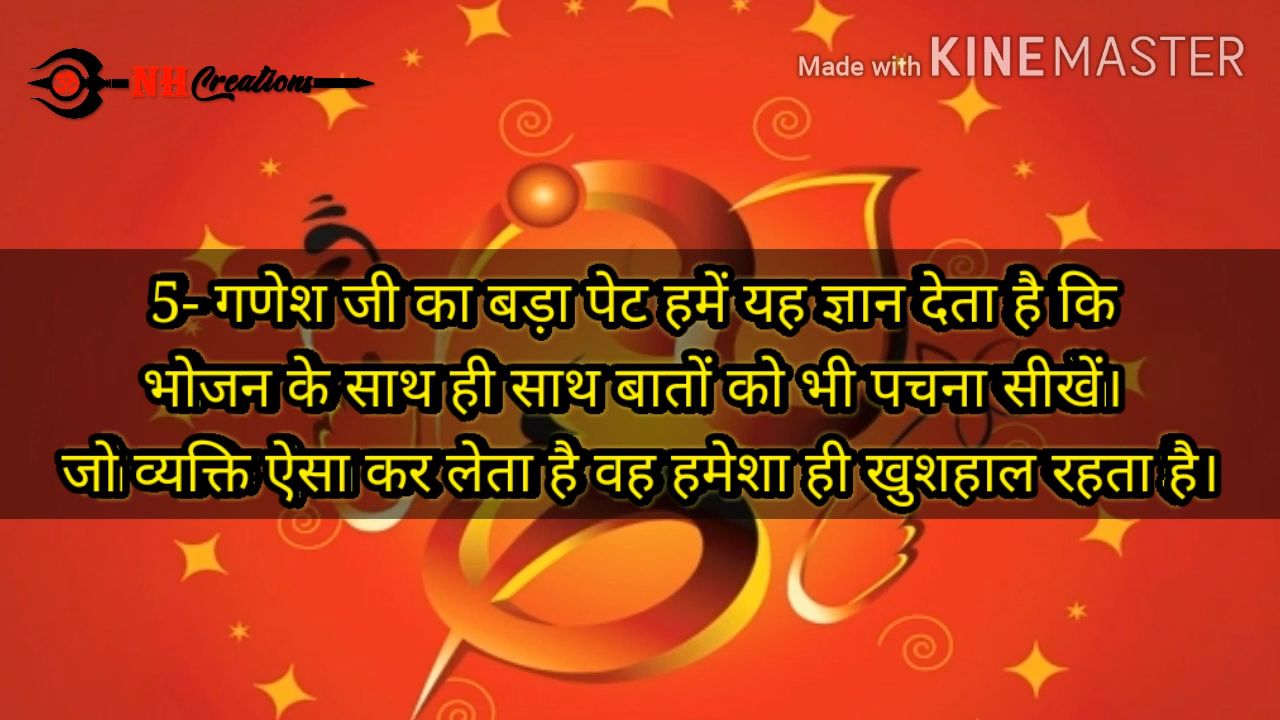 NH Creations
Made with KINEMASTER
5- गणेश जी का बड़ा पेट हमें यह ज्ञान देता है कि
भोजन के साथ ही साथ बातों को भी पचना सीखें।
जो व्यक्ति ऐसा कर लेता है वह हमेशा ही खुशहाल रहता है।